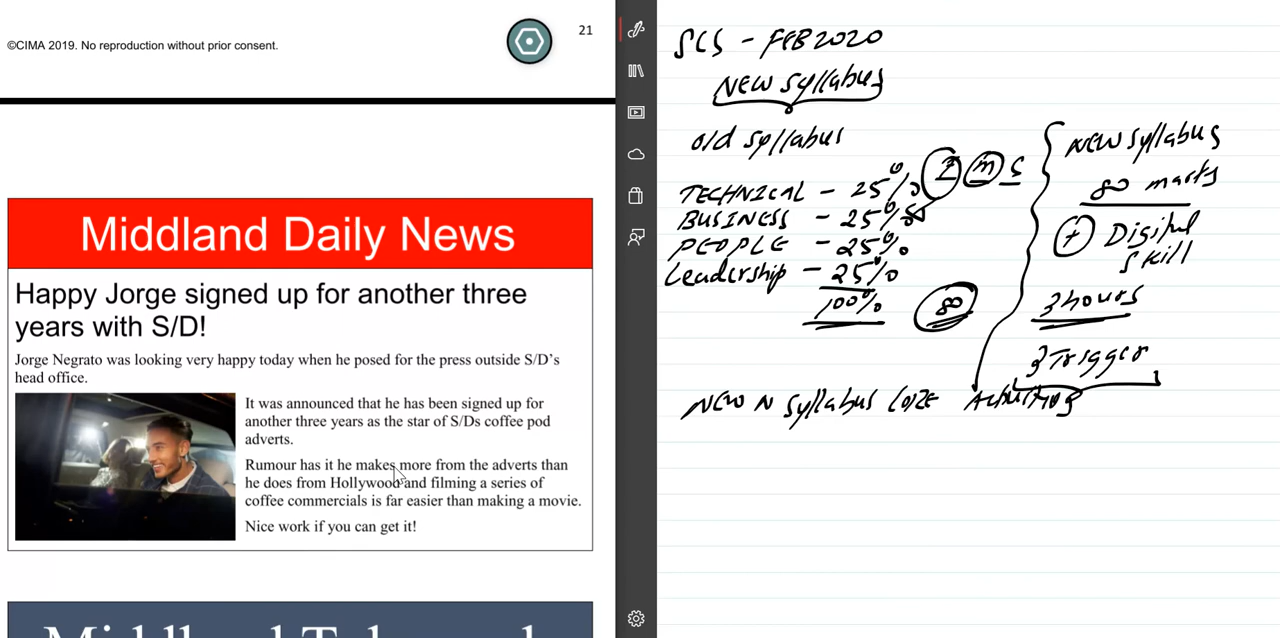 21
©CIMA 2019. No reproduction without prior consent.
Middland Daily News
Happy Jorge signed up for another three
years with S/D!
Jorge Negrato was looking very happy today when he posed for the press outside S/D's
head office.
It was announced that he has been signed up for
another three years as the star of S/Ds coffee pod
adverts.
Rumour has it he makes more from the adverts than
he does from Hollywood and filming a series of
coffee commercials is far easier than making a movie.
Nice work if you can get it!
SCS - FEB 2020
NEW syllabus
old syllabus
TECHNICAL - 25%
BUSINESS - 25%
PEOPLE - 25%
Leadership - 25%
100%
80
m S
NEW syllabus
80 marks
+ Digital
skill
3 hours
3 Trigger
NEW syllabus CORE Activities